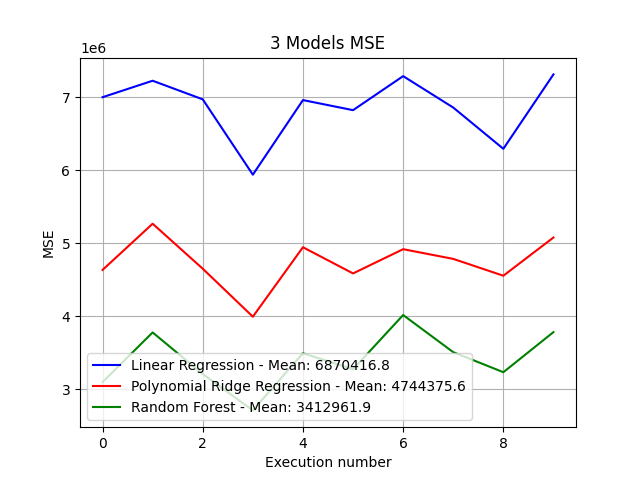 3 Models MSE
1e6
7
6
5
4
3
MSE
Linear Regression - Mean: 6870416.8
Polynomial Ridge Regression - Mean: 4744375.6
Random Forest - Mean: 3412961.9
0 2 4 6 8
Execution number